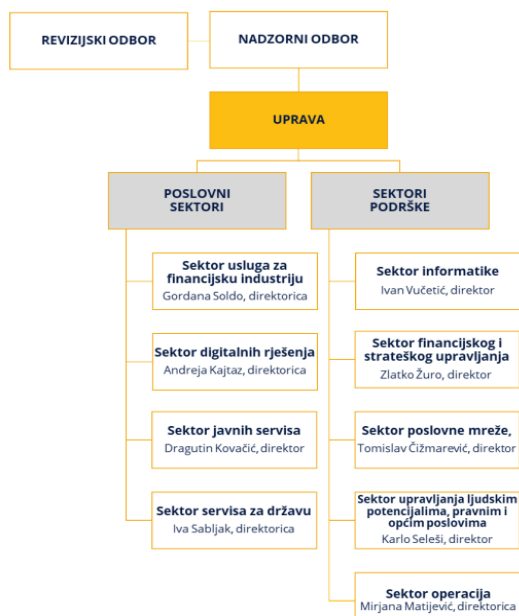 REVIZIJSKI ODBOR
NADZORNI ODBOR
UPRAVA
POSLOVNI
SEKTORI
Sektor usluga za
financijsku industriju
Gordana Soldo, direktorica
Sektor digitalnih rješenja
Andreja Kajtaz, direktorica
Sektor javnih servisa
Dragutin Kovačić, direktor
Sektor servisa za državu
Iva Sabljak, direktorica
SEKTORI
PODRŠKE
Sektor informatike
Ivan Vučetić, direktor
Sektor financijskog i
strateškog upravljanja
Zlatko Žuro, direktor
Sektor poslovne mreže,
Tomislav Čižmarević, direktor
Sektor upravljanja ljudskim
potencijalima, pravnim i
općim poslovima
Karlo Seleši, direktor
Sektor operacija
Mirjana Matijević, direktorica